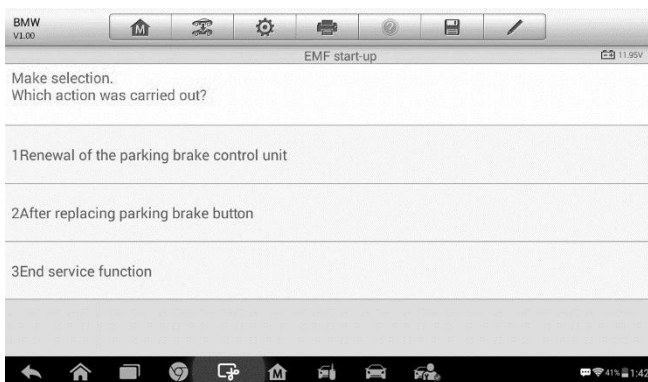 BMW
V1.00
EMF start-up
11.95V
Make selection.
Which action was carried out?
1Renewal of the parking brake control unit
2After replacing parking brake button
3End service function
41%
1:42